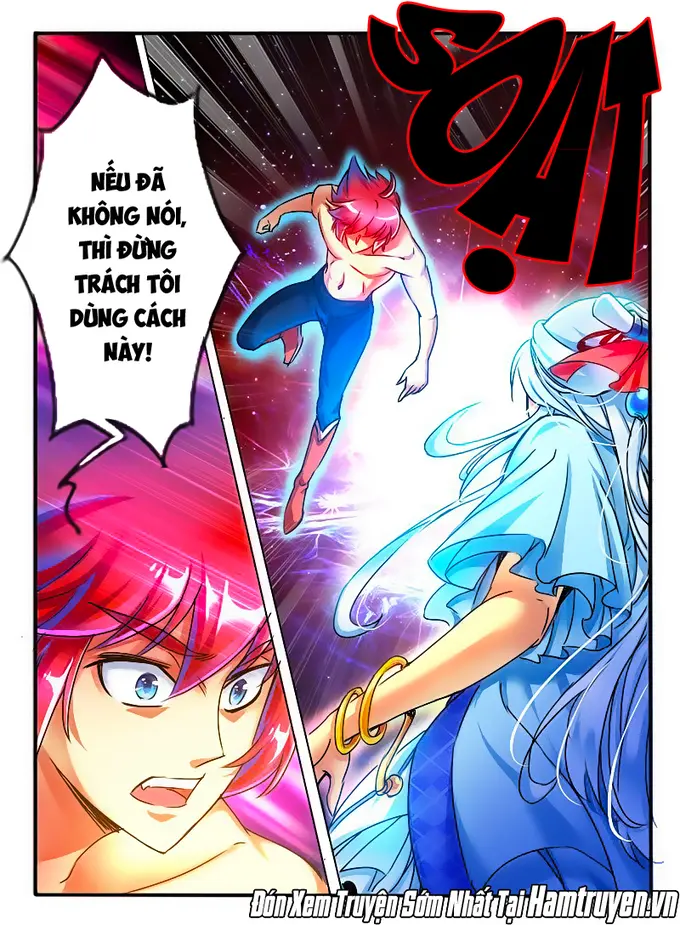 SOẠT
NẾU ĐÃ
KHÔNG NÓI,
THÌ ĐỪNG
TRÁCH TÔI
DÙNG CÁCH
NÀY!
Đón Xem Truyện Sớm Nhất Tại Hamtruyen.vn